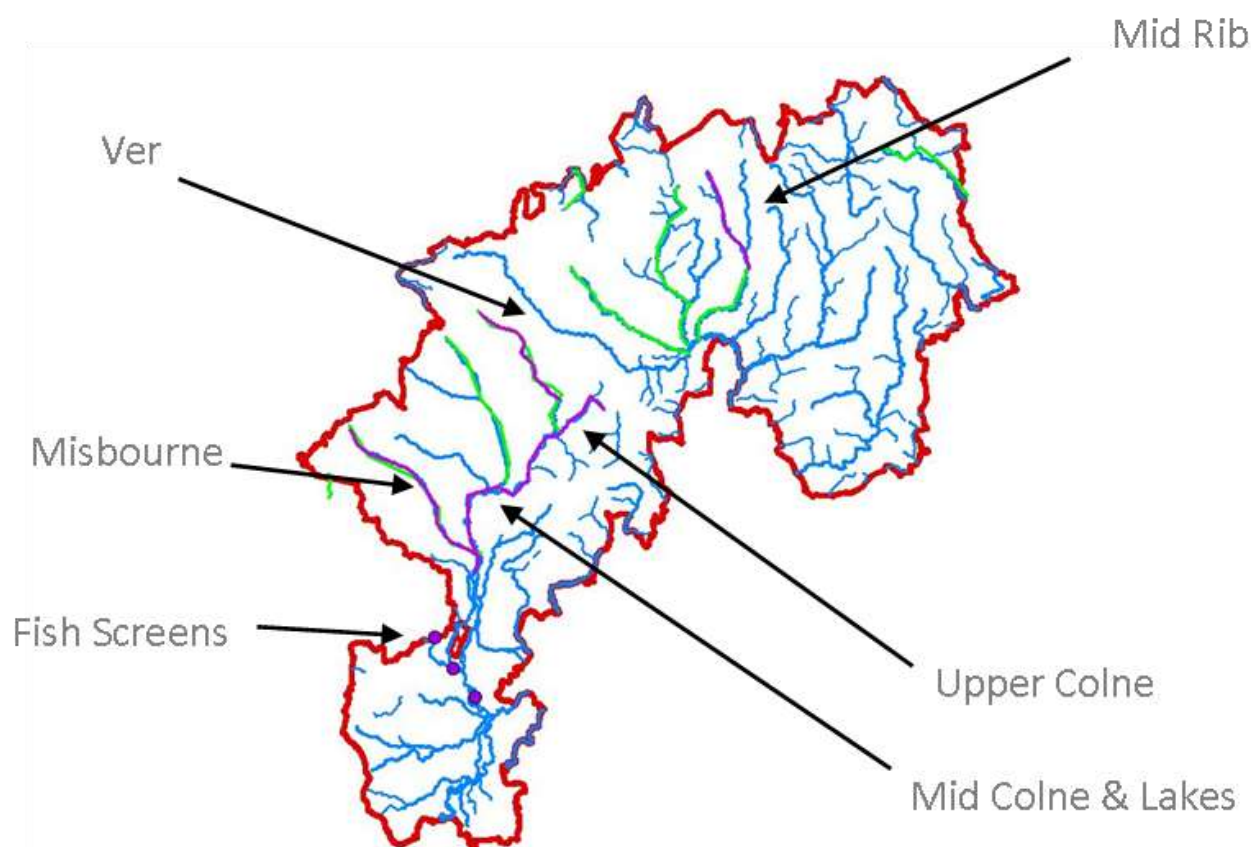 Mid Rib
Ver
Misbourne
Fish Screens
Upper Colne
Mid Colne & Lakes